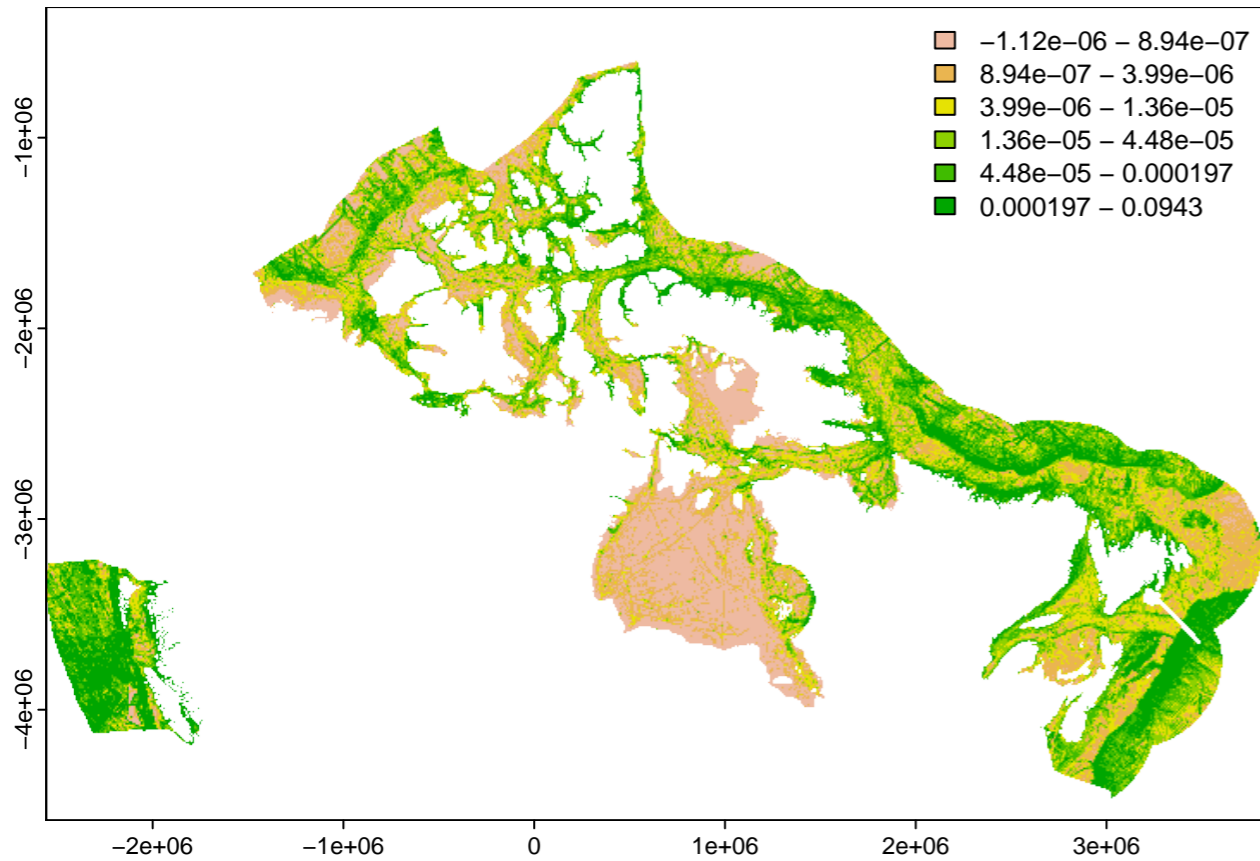 −1.12e−06 − 8.94e−07
8.94e−07 − 3.99e−06
3.99e−06 − 1.36e−05
1.36e−05 − 4.48e−05
4.48e−05 − 0.000197
0.000197 − 0.0943
−1e+06
−2e+06
−3e+06
−4e+06
−2e+06
−1e+06
0
1e+06
2e+06
3e+06